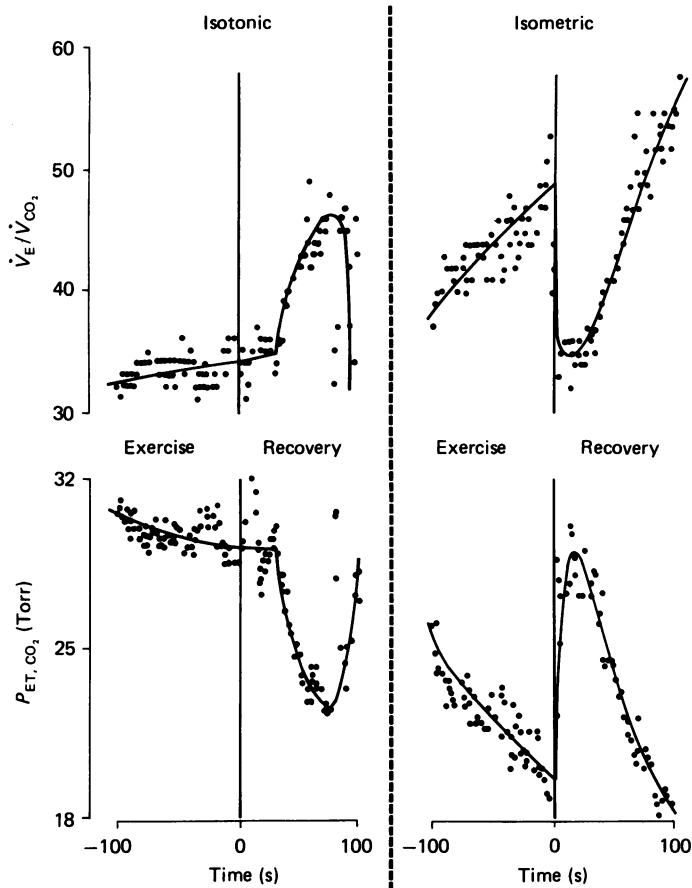 Isotonic
Isometric
60
50
40
30
V̇E/V̇CO₂
Exercise
Recovery
Exercise
Recovery
32
25
18
PET, CO₂ (Torr)
−100
0
100
−100
0
100
Time (s)
Time (s)